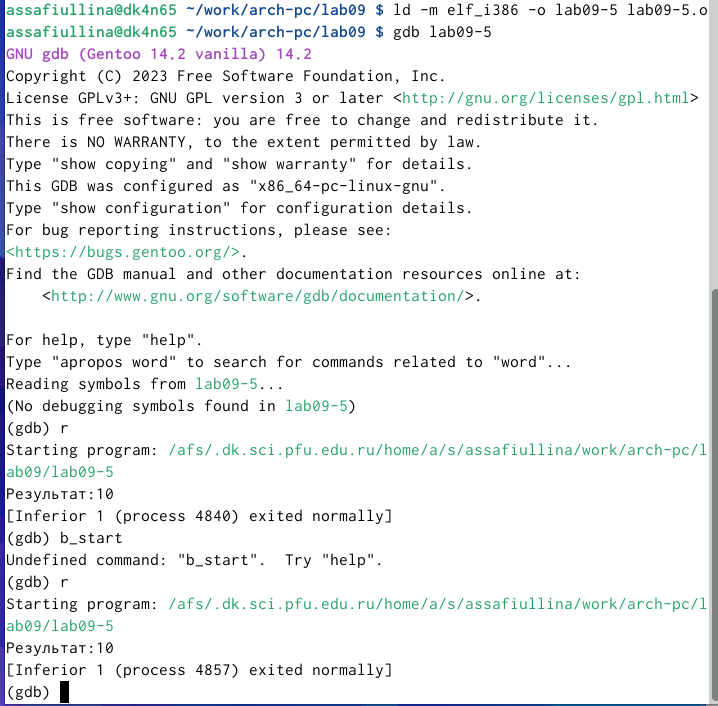 assafiullina@dk4n65 ~/work/arch-pc/lab09 $ ld -m elf_i386 -o lab09-5 lab09-5.o
assafiullina@dk4n65 ~/work/arch-pc/lab09 $ gdb lab09-5
GNU gdb (Gentoo 14.2 vanilla) 14.2
Copyright (C) 2023 Free Software Foundation, Inc.
License GPLv3+: GNU GPL version 3 or later <http://gnu.org/licenses/gpl.html>
This is free software: you are free to change and redistribute it.
There is NO WARRANTY, to the extent permitted by law.
Type "show copying" and "show warranty" for details.
This GDB was configured as "x86_64-pc-linux-gnu".
Type "show configuration" for configuration details.
For bug reporting instructions, please see:
<https://bugs.gentoo.org/>.
Find the GDB manual and other documentation resources online at:
    <http://www.gnu.org/software/gdb/documentation/>.

For help, type "help".
Type "apropos word" to search for commands related to "word"...
Reading symbols from lab09-5...
(No debugging symbols found in lab09-5)
(gdb) r
Starting program: /afs/.dk.sci.pfu.edu.ru/home/a/s/assafiullina/work/arch-pc/l
ab09/lab09-5
Результат:10
[Inferior 1 (process 4840) exited normally]
(gdb) b_start
Undefined command: "b_start".  Try "help".
(gdb) r
Starting program: /afs/.dk.sci.pfu.edu.ru/home/a/s/assafiullina/work/arch-pc/l
ab09/lab09-5
Результат:10
[Inferior 1 (process 4857) exited normally]
(gdb)